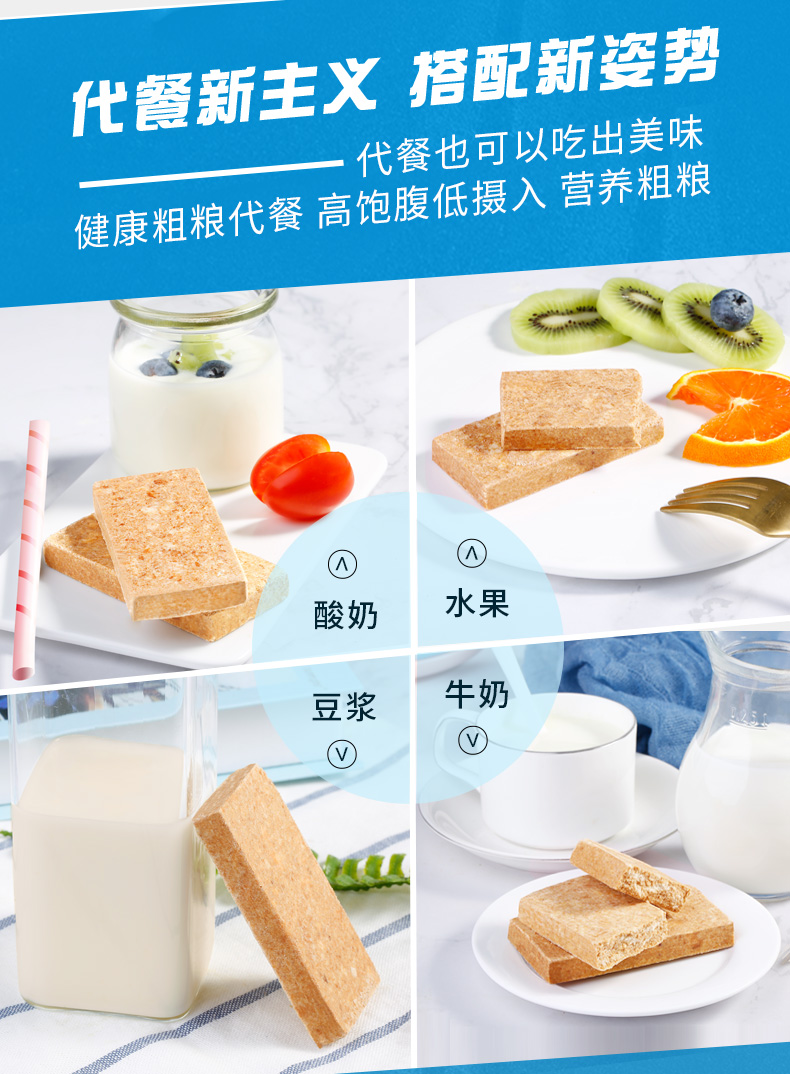 代餐新主义 搭配新姿势
代餐也可以吃出美味
健康粗粮代餐 高饱腹低摄入 营养粗粮
酸奶
水果
豆浆
牛奶